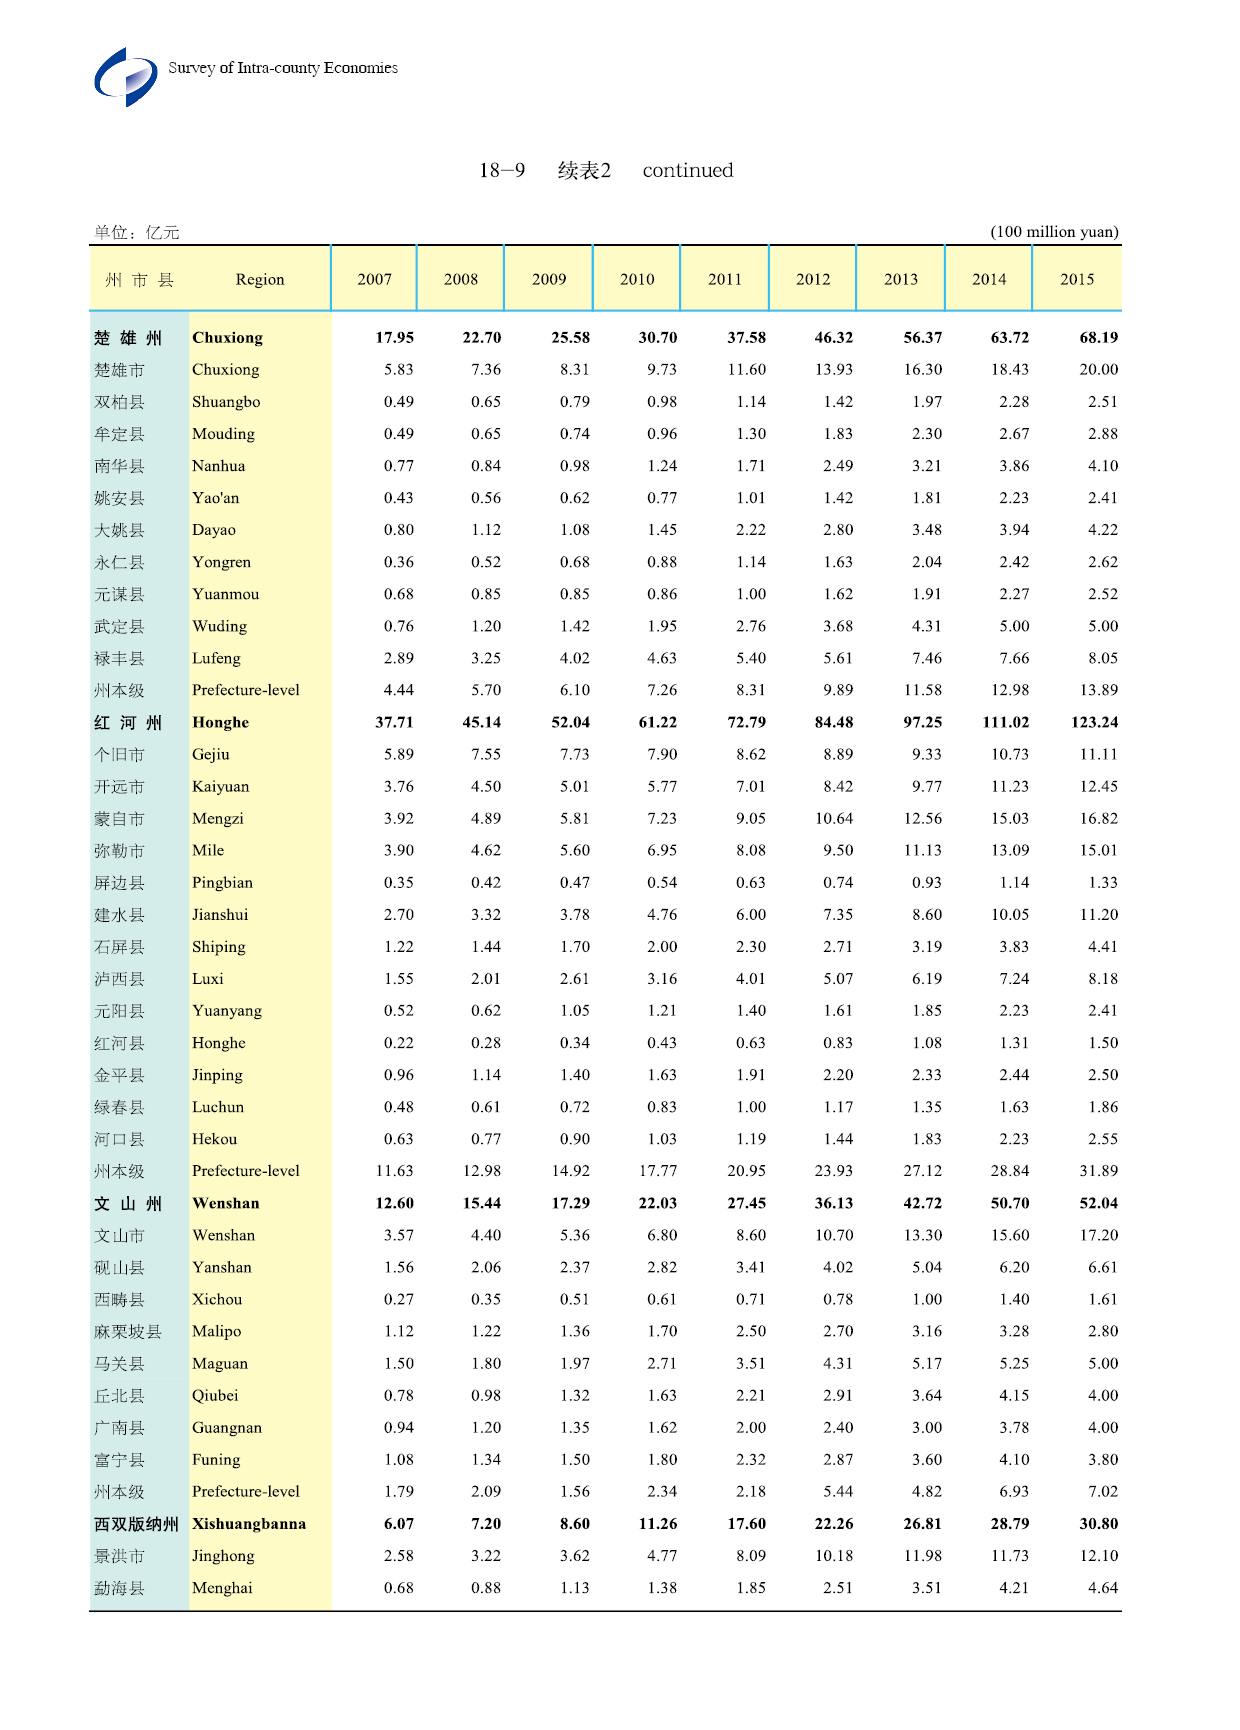 Survey of Intra-county Economies
18-9 续表2 continued
单位：亿元 (100 million yuan)
州 市 县 Region 2007 2008 2009 2010 2011 2012 2013 2014 2015
楚 雄 州 Chuxiong 17.95 22.70 25.58 30.70 37.58 46.32 56.37 63.72 68.19
楚雄市 Chuxiong 5.83 7.36 8.31 9.73 11.60 13.93 16.30 18.43 20.00
双柏县 Shuangbo 0.49 0.65 0.79 0.98 1.14 1.42 1.97 2.28 2.51
牟定县 Mouding 0.49 0.65 0.74 0.96 1.30 1.83 2.30 2.67 2.88
南华县 Nanhua 0.77 0.84 0.98 1.24 1.71 2.49 3.21 3.86 4.10
姚安县 Yao'an 0.43 0.56 0.62 0.77 1.01 1.42 1.81 2.23 2.41
大姚县 Dayao 0.80 1.12 1.08 1.45 2.22 2.80 3.48 3.94 4.22
永仁县 Yongren 0.36 0.52 0.68 0.88 1.14 1.63 2.04 2.42 2.62
元谋县 Yuanmou 0.68 0.85 0.85 0.86 1.00 1.62 1.91 2.27 2.52
武定县 Wuding 0.76 1.20 1.42 1.95 2.76 3.68 4.31 5.00 5.00
禄丰县 Lufeng 2.89 3.25 4.02 4.63 5.40 5.61 7.46 7.66 8.05
州本级 Prefecture-level 4.44 5.70 6.10 7.26 8.31 9.89 11.58 12.98 13.89
红 河 州 Honghe 37.71 45.14 52.04 61.22 72.79 84.48 97.25 111.02 123.24
个旧市 Gejiu 5.89 7.55 7.73 7.90 8.62 8.89 9.33 10.73 11.11
开远市 Kaiyuan 3.76 4.50 5.01 5.77 7.01 8.42 9.77 11.23 12.45
蒙自市 Mengzi 3.92 4.89 5.81 7.23 9.05 10.64 12.56 15.03 16.82
弥勒市 Mile 3.90 4.62 5.60 6.95 8.08 9.50 11.13 13.09 15.01
屏边县 Pingbian 0.35 0.42 0.47 0.54 0.63 0.74 0.93 1.14 1.33
建水县 Jianshui 2.70 3.32 3.78 4.76 6.00 7.35 8.60 10.05 11.20
石屏县 Shiping 1.22 1.44 1.70 2.00 2.30 2.71 3.19 3.83 4.41
泸西县 Luxi 1.55 2.01 2.61 3.16 4.01 5.07 6.19 7.24 8.18
元阳县 Yuanyang 0.52 0.62 1.05 1.21 1.40 1.61 1.85 2.23 2.41
红河县 Honghe 0.22 0.28 0.34 0.43 0.63 0.83 1.08 1.31 1.50
金平县 Jinping 0.96 1.14 1.40 1.63 1.91 2.20 2.33 2.44 2.50
绿春县 Luchun 0.48 0.61 0.72 0.83 1.00 1.17 1.35 1.63 1.86
河口县 Hekou 0.63 0.77 0.90 1.03 1.19 1.44 1.83 2.23 2.55
州本级 Prefecture-level 11.63 12.98 14.92 17.77 20.95 23.93 27.12 28.84 31.89
文 山 州 Wenshan 12.60 15.44 17.29 22.03 27.45 36.13 42.72 50.70 52.04
文山市 Wenshan 3.57 4.40 5.36 6.80 8.60 10.70 13.30 15.60 17.20
砚山县 Yanshan 1.56 2.06 2.37 2.82 3.41 4.02 5.04 6.20 6.61
西畴县 Xichou 0.27 0.35 0.51 0.61 0.71 0.78 1.00 1.40 1.61
麻栗坡县 Malipo 1.12 1.22 1.36 1.70 2.50 2.70 3.16 3.28 2.80
马关县 Maguan 1.50 1.80 1.97 2.71 3.51 4.31 5.17 5.25 5.00
丘北县 Qiubei 0.78 0.98 1.32 1.63 2.21 2.91 3.64 4.15 4.00
广南县 Guangnan 0.94 1.20 1.35 1.62 2.00 2.40 3.00 3.78 4.00
富宁县 Funing 1.08 1.34 1.50 1.80 2.32 2.87 3.60 4.10 3.80
州本级 Prefecture-level 1.79 2.09 1.56 2.34 2.18 5.44 4.82 6.93 7.02
西双版纳州 Xishuangbanna 6.07 7.20 8.60 11.26 17.60 22.26 26.81 28.79 30.80
景洪市 Jinghong 2.58 3.22 3.62 4.77 8.09 10.18 11.98 11.73 12.10
勐海县 Menghai 0.68 0.88 1.13 1.38 1.85 2.51 3.51 4.21 4.64